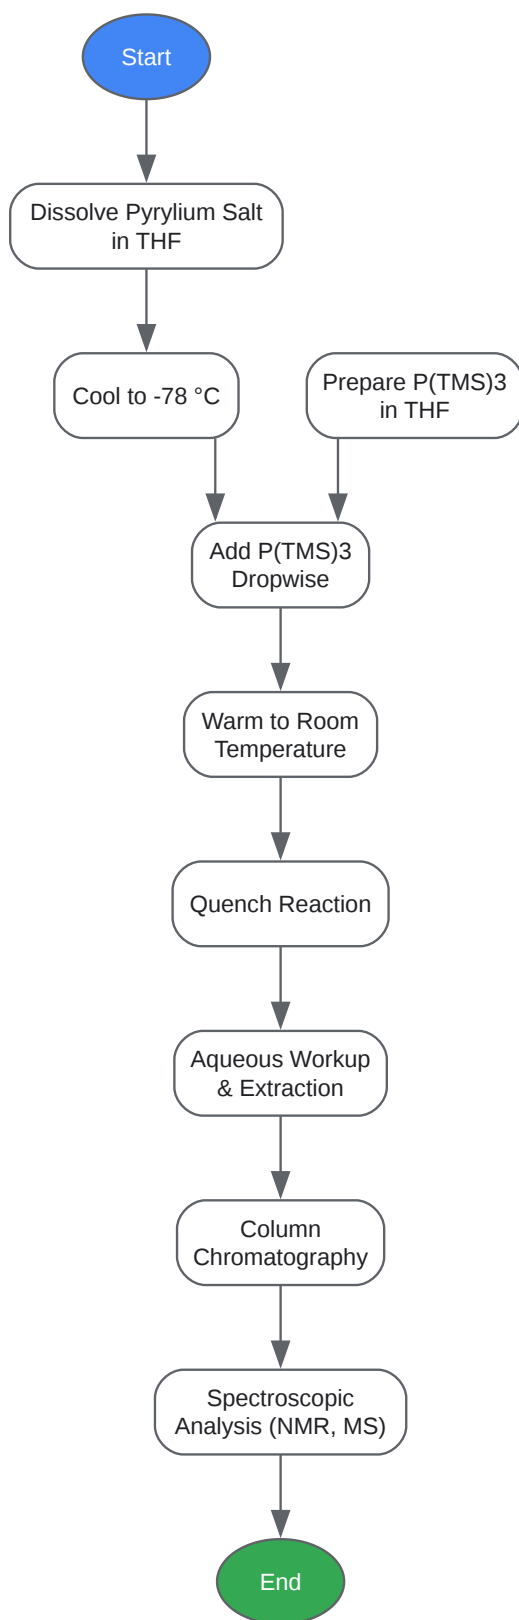 Start
Dissolve Pyrylium Salt
in THF
Cool to -78 °C
Prepare P(TMS)3
in THF
Add P(TMS)3
Dropwise
Warm to Room
Temperature
Quench Reaction
Aqueous Workup
& Extraction
Column
Chromatography
Spectroscopic
Analysis (NMR, MS)
End